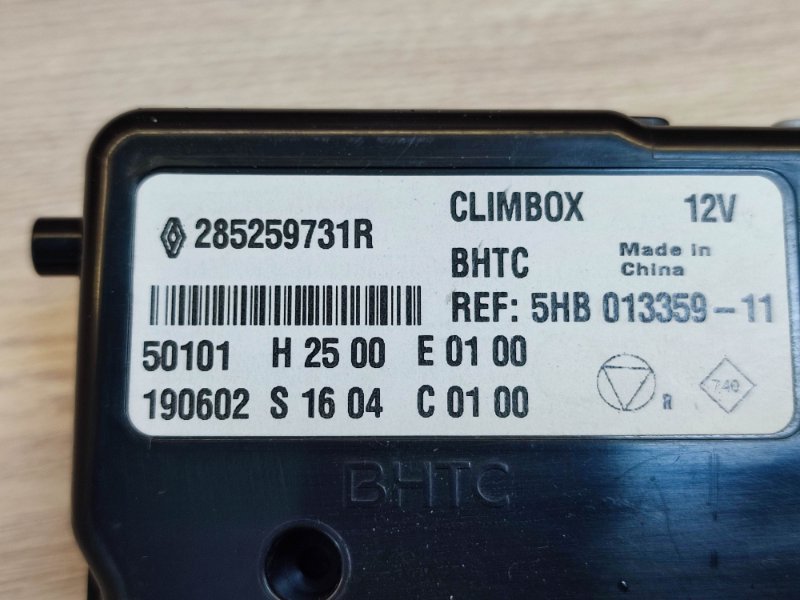 285259731R
CLIMBOX 12V
BHTC Made in China
REF: 5HB 013359-11
50101 H 25 00 E 01 00
190602 S 16 04 C 01 00
R
740
BHTC